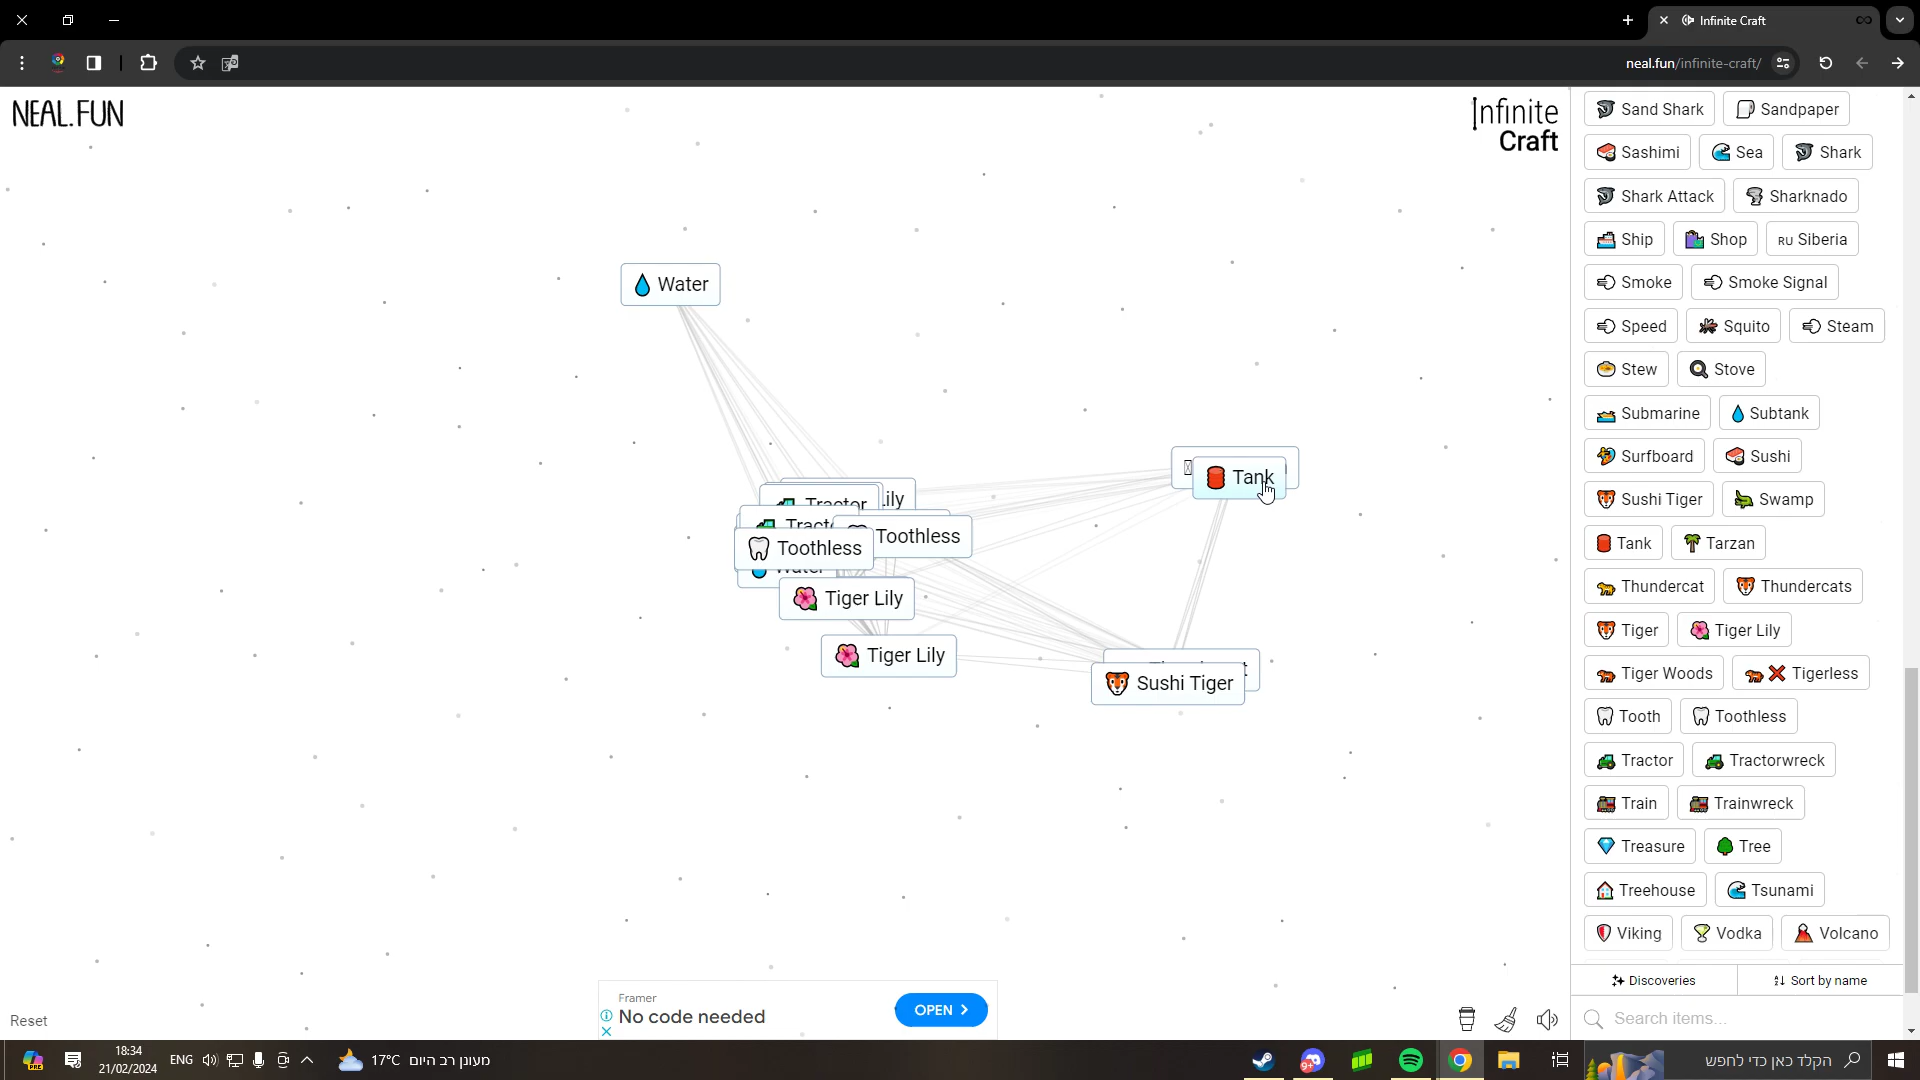 Infinite Craft
neal.fun/infinite-craft/
NEAL.FUN
Infinite
Craft
Water
Tank
Lily
Tractor
Toothless
Toothless
Tiger Lily
Tiger Lily
Sushi Tiger
Sand Shark
Sandpaper
Sashimi
Sea
Shark
Shark Attack
Sharknado
Ship
Shop
RU Siberia
Smoke
Smoke Signal
Speed
Squito
Steam
Stew
Stove
Submarine
Subtank
Surfboard
Sushi
Sushi Tiger
Swamp
Tank
Tarzan
Thundercat
Thundercats
Tiger
Tiger Lily
Tiger Woods
Tigerless
Tooth
Toothless
Tractor
Tractorwreck
Train
Trainwreck
Treasure
Tree
Treehouse
Tsunami
Viking
Vodka
Volcano
Discoveries
Sort by name
Search items...
Framer
No code needed
OPEN
Reset
18:34
21/02/2024
ENG
17°C מעונן רב היום
9+
הקלד כאן כדי לחפש
PRE